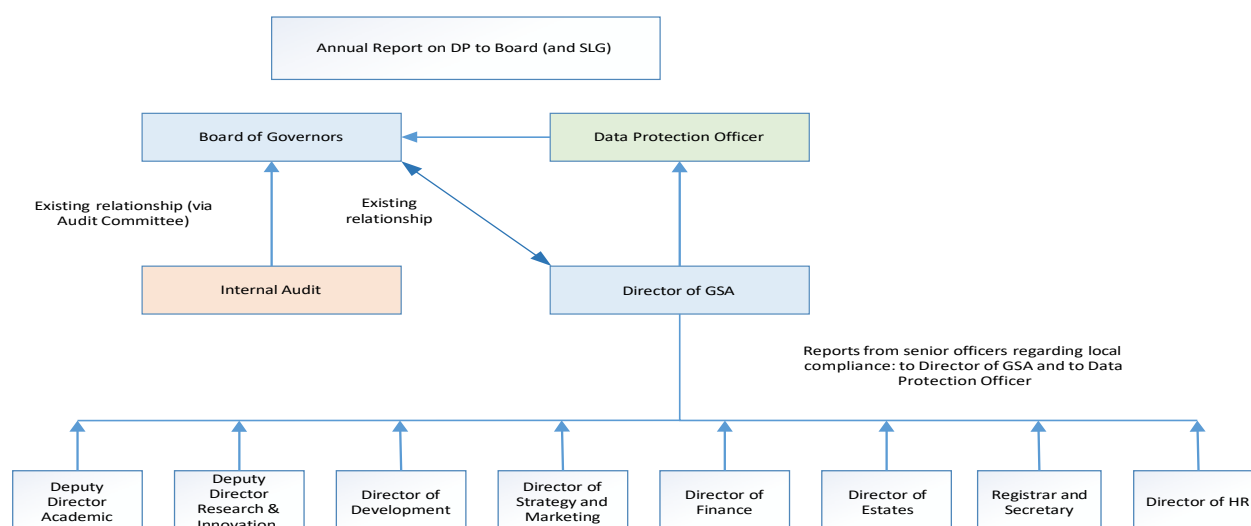 Annual Report on DP to Board (and SLG)
Board of Governors
Data Protection Officer
Existing relationship (via
Audit Committee)
Existing
relationship
Internal Audit
Director of GSA
Reports from senior officers regarding local
compliance: to Director of GSA and to Data
Protection Officer
Deputy
Director
Academic
Deputy
Director
Research &
Innovation
Director of
Development
Director of
Strategy and
Marketing
Director of
Finance
Director of
Estates
Registrar and
Secretary
Director of HR